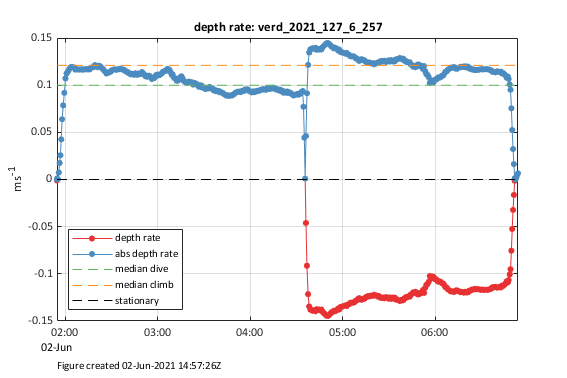 depth rate: verd_2021_127_6_257
0.15
0.1
0.05
0
-0.05
-0.1
-0.15
ms⁻¹
depth rate
abs depth rate
median dive
median climb
stationary
02:00 03:00 04:00 05:00 06:00
02-Jun
Figure created 02-Jun-2021 14:57:26Z